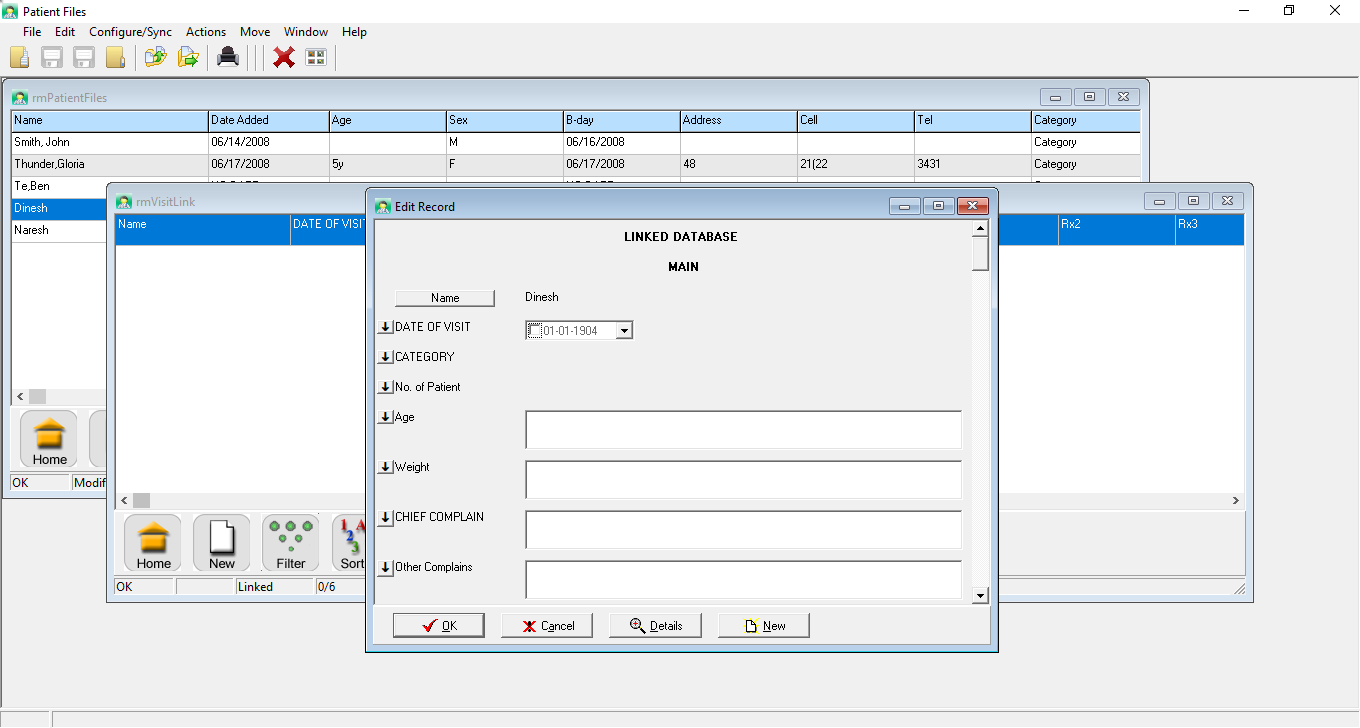 Patient Files
File Edit Configure/Sync Actions Move Window Help
rmPatientFiles
Name Date Added Age Sex B-day Address Cell Tel Category
Smith, John 06/14/2008 M 06/16/2008 Category
Thunder,Gloria 06/17/2008 5y F 06/17/2008 48 21(22 3431 Category
Te,Ben
Dinesh
Naresh
Home
OK Modif
rmVisitLink
Name DATE OF VISIT Rx2 Rx3
Home New Filter Sort
OK Linked 0/6
Edit Record
LINKED DATABASE
MAIN
Name Dinesh
DATE OF VISIT 01-01-1904
CATEGORY
No. of Patient
Age
Weight
CHIEF COMPLAIN
Other Complains
OK Cancel Details New